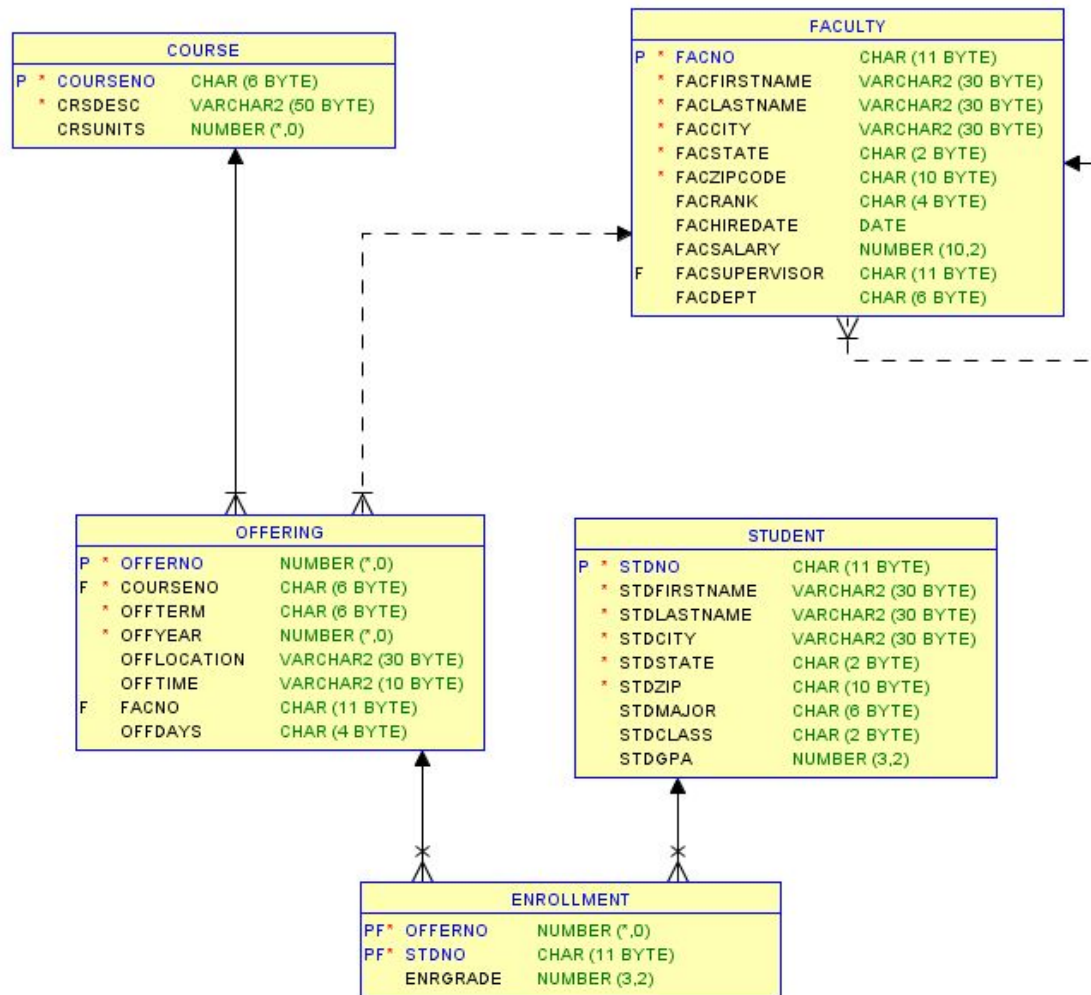 COURSE
P * COURSENO CHAR (6 BYTE)
* CRSDESC VARCHAR2 (50 BYTE)
CRSUNITS NUMBER (*,0)
FACULTY
P * FACNO CHAR (11 BYTE)
* FACFIRSTNAME VARCHAR2 (30 BYTE)
* FACLASTNAME VARCHAR2 (30 BYTE)
* FACCITY VARCHAR2 (30 BYTE)
* FACSTATE CHAR (2 BYTE)
* FACZIPCODE CHAR (10 BYTE)
FACRANK CHAR (4 BYTE)
FACHIREDATE DATE
FACSALARY NUMBER (10,2)
F FACSUPERVISOR CHAR (11 BYTE)
FACDEPT CHAR (6 BYTE)
OFFERING
P * OFFERNO NUMBER (*,0)
F * COURSENO CHAR (6 BYTE)
* OFFTERM CHAR (6 BYTE)
* OFFYEAR NUMBER (*,0)
OFFLOCATION VARCHAR2 (30 BYTE)
OFFTIME VARCHAR2 (10 BYTE)
F FACNO CHAR (11 BYTE)
OFFDAYS CHAR (4 BYTE)
STUDENT
P * STDNO CHAR (11 BYTE)
* STDFIRSTNAME VARCHAR2 (30 BYTE)
* STDLASTNAME VARCHAR2 (30 BYTE)
* STDCITY VARCHAR2 (30 BYTE)
* STDSTATE CHAR (2 BYTE)
* STDZIP CHAR (10 BYTE)
STDMAJOR CHAR (6 BYTE)
STDCLASS CHAR (2 BYTE)
STDGPA NUMBER (3,2)
ENROLLMENT
PF* OFFERNO NUMBER (*,0)
PF* STDNO CHAR (11 BYTE)
ENRGRADE NUMBER (3,2)